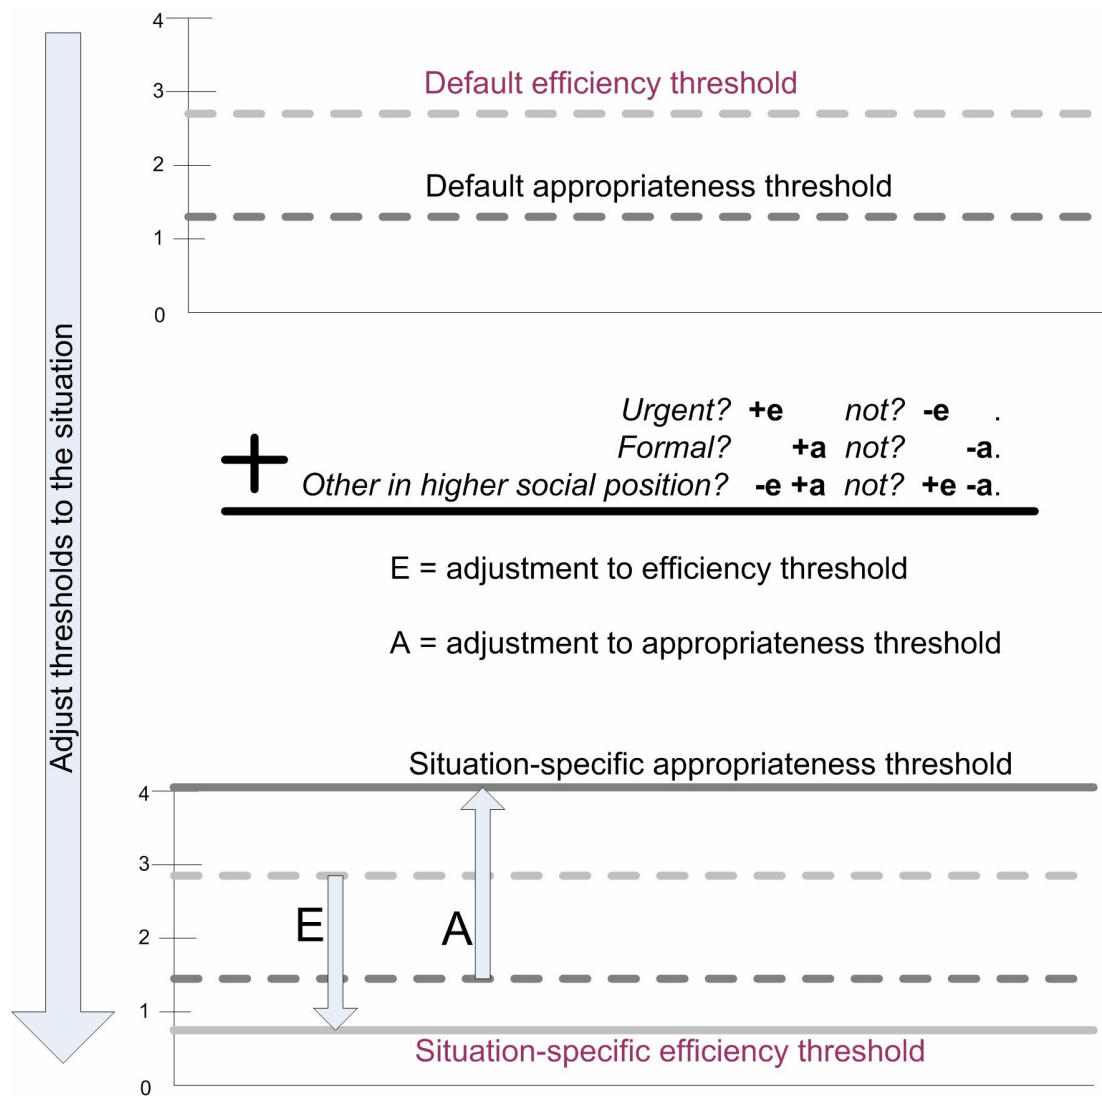 Adjust thresholds to the situation
4
Default efficiency threshold
3
2
Default appropriateness threshold
1
0
Urgent? +e not? -e .
Formal? +a not? -a.
+ Other in higher social position? -e +a not? +e -a.
E = adjustment to efficiency threshold
A = adjustment to appropriateness threshold
Situation-specific appropriateness threshold
4
3
E A
2
1
Situation-specific efficiency threshold
0